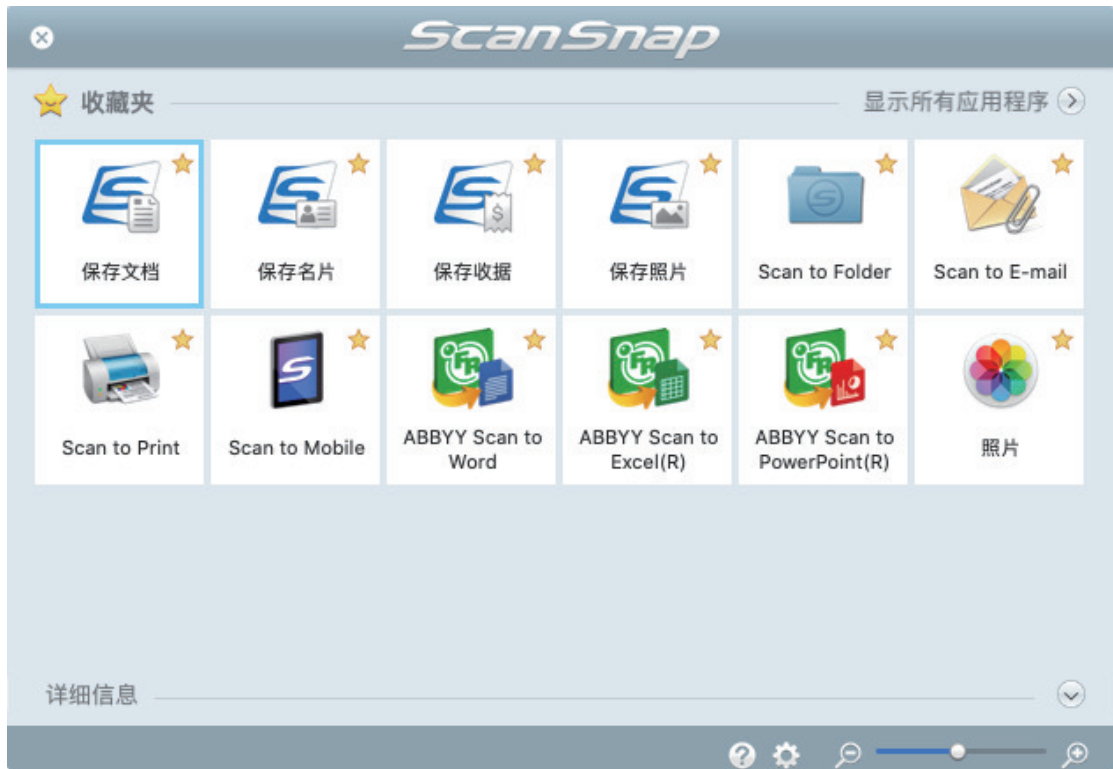 ScanSnap
收藏夹
显示所有应用程序
保存文档
保存名片
保存收据
保存照片
Scan to Folder
Scan to E-mail
Scan to Print
Scan to Mobile
ABBYY Scan to
Word
ABBYY Scan to
Excel(R)
ABBYY Scan to
PowerPoint(R)
照片
详细信息